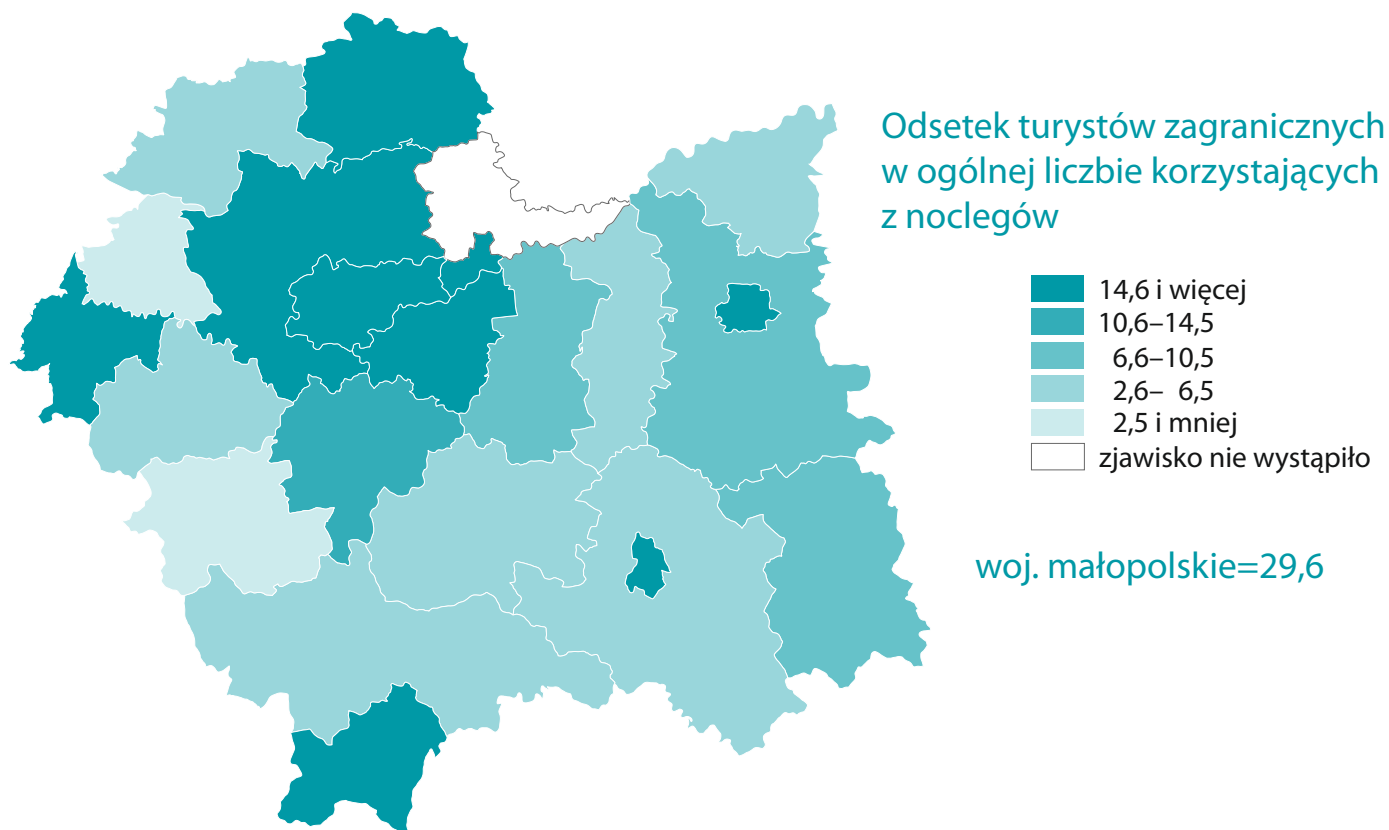 Odsetek turystów zagranicznych
w ogólnej liczbie korzystających
z noclegów
14,6 i więcej
10,6–14,5
6,6–10,5
2,6– 6,5
2,5 i mniej
zjawisko nie wystąpiło
woj. małopolskie=29,6